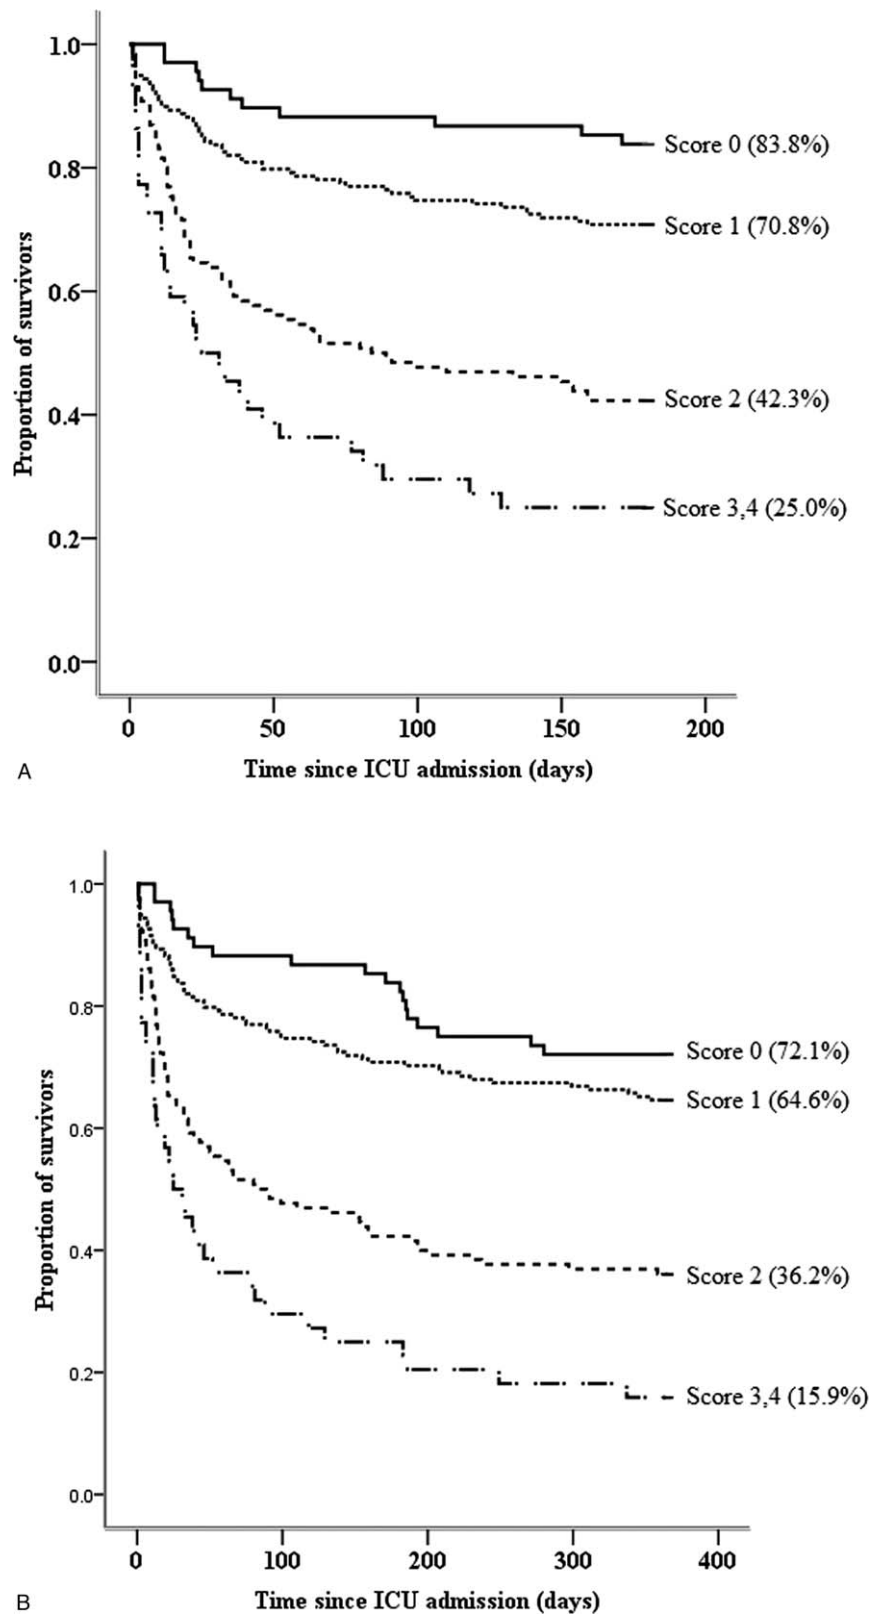 1.0
0.8
0.6
0.4
0.2
0.0
Proportion of survivors
Score 0 (83.8%)
Score 1 (70.8%)
Score 2 (42.3%)
Score 3,4 (25.0%)
0 50 100 150 200
Time since ICU admission (days)
A
1.0
0.8
0.6
0.4
0.2
0.0
Proportion of survivors
Score 0 (72.1%)
Score 1 (64.6%)
Score 2 (36.2%)
Score 3,4 (15.9%)
0 100 200 300 400
Time since ICU admission (days)
B